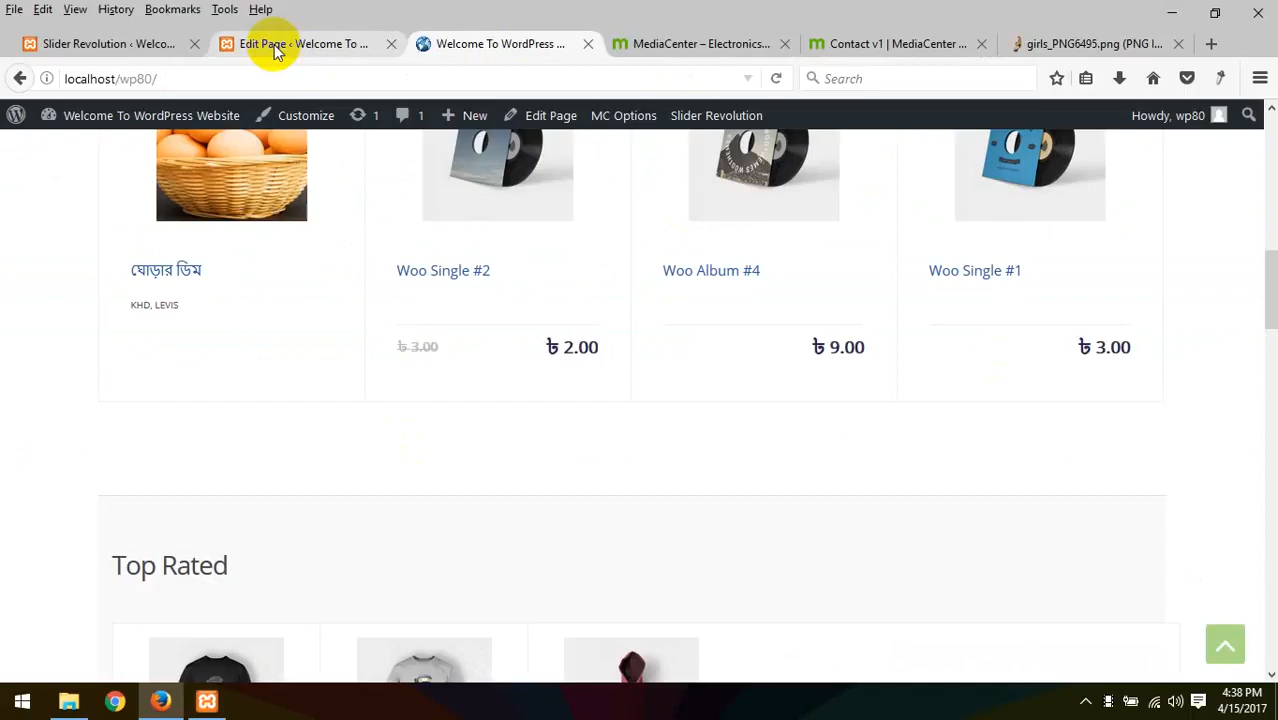 File Edit View History Bookmarks Tools Help
Slider Revolution ‹ Welco... Edit Page ‹ Welcome To ... Welcome To WordPress ... MediaCenter – Electronics... Contact v1 | MediaCenter ... girls_PNG6495.png (PNG I...
localhost/wp80/ Search
Welcome To WordPress Website Customize 1 1 New Edit Page MC Options Slider Revolution Howdy, wp80
ঘোড়ার ডিম Woo Single #2 Woo Album #4 Woo Single #1
KHD, LEVIS
৳ 3.00 ৳ 2.00 ৳ 9.00 ৳ 3.00
Top Rated
4:38 PM
4/15/2017